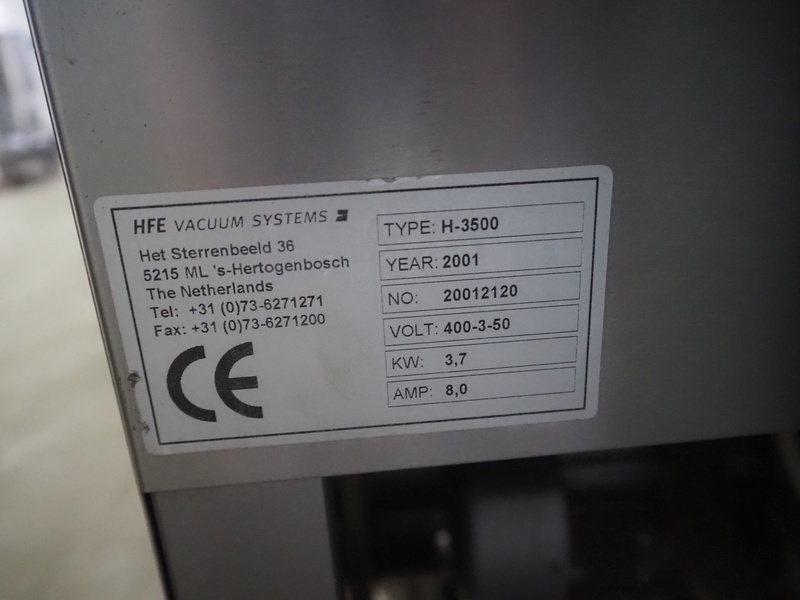 HFE VACUUM SYSTEMS
Het Sterrenbeeld 36
5215 ML 's-Hertogenbosch
The Netherlands
Tel: +31 (0)73-6271271
Fax: +31 (0)73-6271200
CE
TYPE: H-3500
YEAR: 2001
NO: 20012120
VOLT: 400-3-50
KW: 3,7
AMP: 8,0